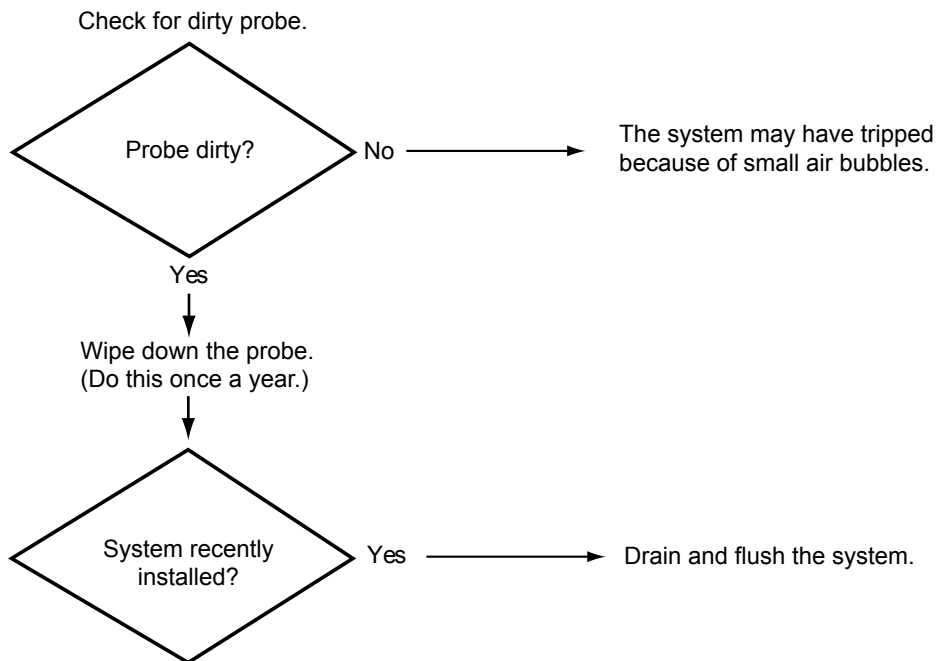 Check for dirty probe.
Probe dirty?
No
The system may have tripped
because of small air bubbles.
Yes
Wipe down the probe.
(Do this once a year.)
System recently
installed?
Yes
Drain and flush the system.